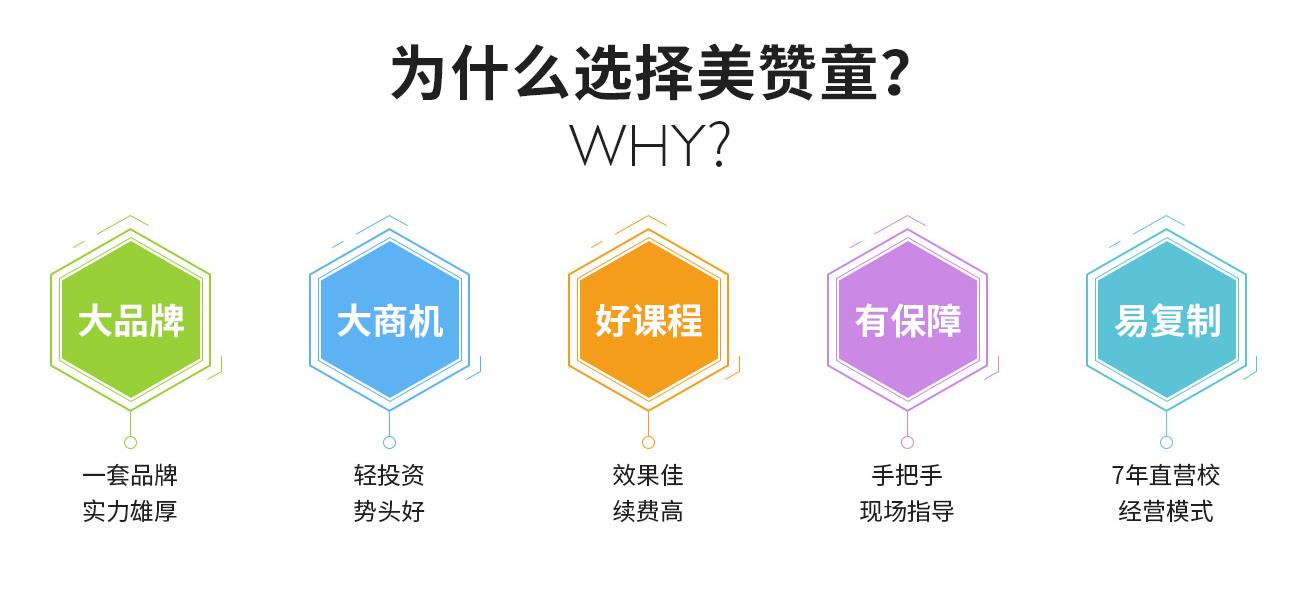 为什么选择美赞童？
WHY?
大品牌
大商机
好课程
有保障
易复制
一套品牌
实力雄厚
轻投资
势头好
效果佳
续费高
手把手
现场指导
7年直营校
经营模式